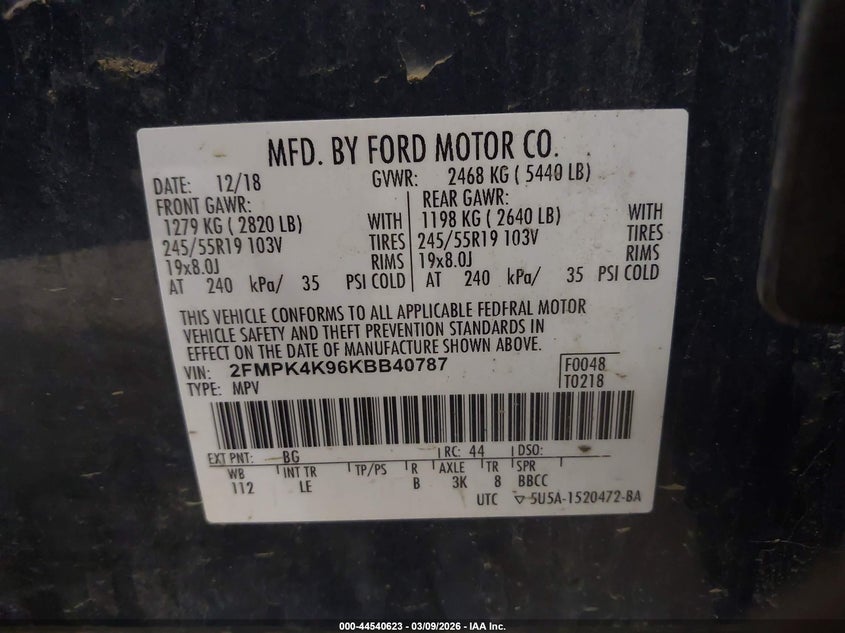 MFD. BY FORD MOTOR CO.
DATE: 12/18 GVWR: 2468 KG ( 5440 LB)
FRONT GAWR: REAR GAWR:
1279 KG ( 2820 LB) WITH 1198 KG ( 2640 LB) WITH
245/55R19 103V TIRES 245/55R19 103V TIRES
19x8.0J RIMS 19x8.0J RIMS
AT 240 kPa/ 35 PSI COLD AT 240 kPa/ 35 PSI COLD
THIS VEHICLE CONFORMS TO ALL APPLICABLE FEDFRAL MOTOR
VEHICLE SAFETY AND THEFT PREVENTION STANDARDS IN
EFFECT ON THE DATE OF MANUFACTURE SHOWN ABOVE.
VIN: 2FMPK4K96KBB40787 F0048
TYPE: MPV T0218
EXT PNT: BG RC: 44 DSO:
WB INT TR TP/PS R AXLE TR SPR
112 LE B 3K 8 BBCC
UTC ▽ 5U5A-1520472-BA
000-44540623 - 03/09/2026 - IAA Inc.